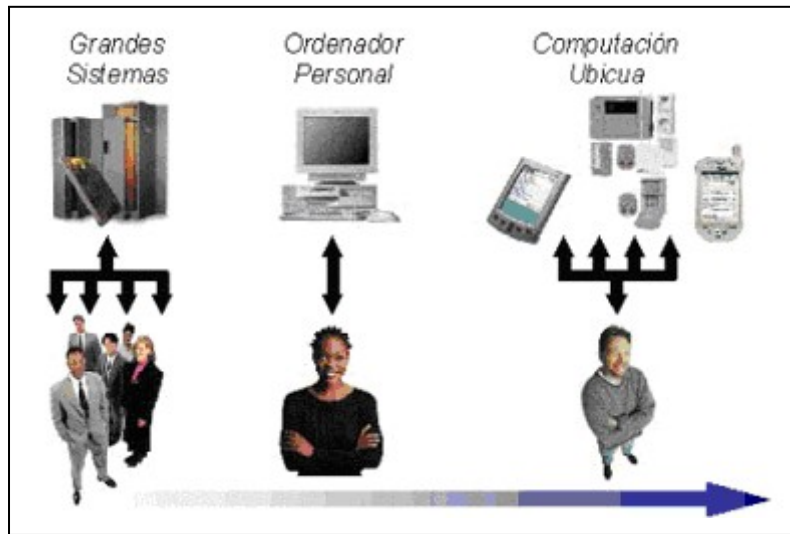 Grandes
Sistemas
Ordenador
Personal
Computación
Ubicua